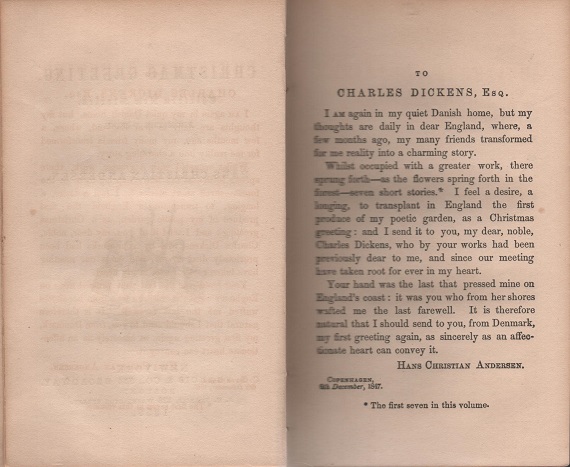 TO
CHARLES DICKENS, Esq.
I am again in my quiet Danish home, but my
thoughts are daily in dear England, where, a
few months ago, my many friends transformed
for me reality into a charming story.
Whilst occupied with a greater work, there
sprang forth—as the flowers spring forth in the
forest—seven short stories.* I feel a desire, a
longing, to transplant in England the first
produce of my poetic garden, as a Christmas
greeting: and I send it to you, my dear, noble,
Charles Dickens, who by your works had been
previously dear to me, and since our meeting
have taken root for ever in my heart.
Your hand was the last that pressed mine on
England's coast: it was you who from her shores
wafted me the last farewell. It is therefore
natural that I should send to you, from Denmark,
my first greeting again, as sincerely as an affec-
tionate heart can convey it.
Hans Christian Andersen.
Copenhagen,
6th December, 1847.
* The first seven in this volume.